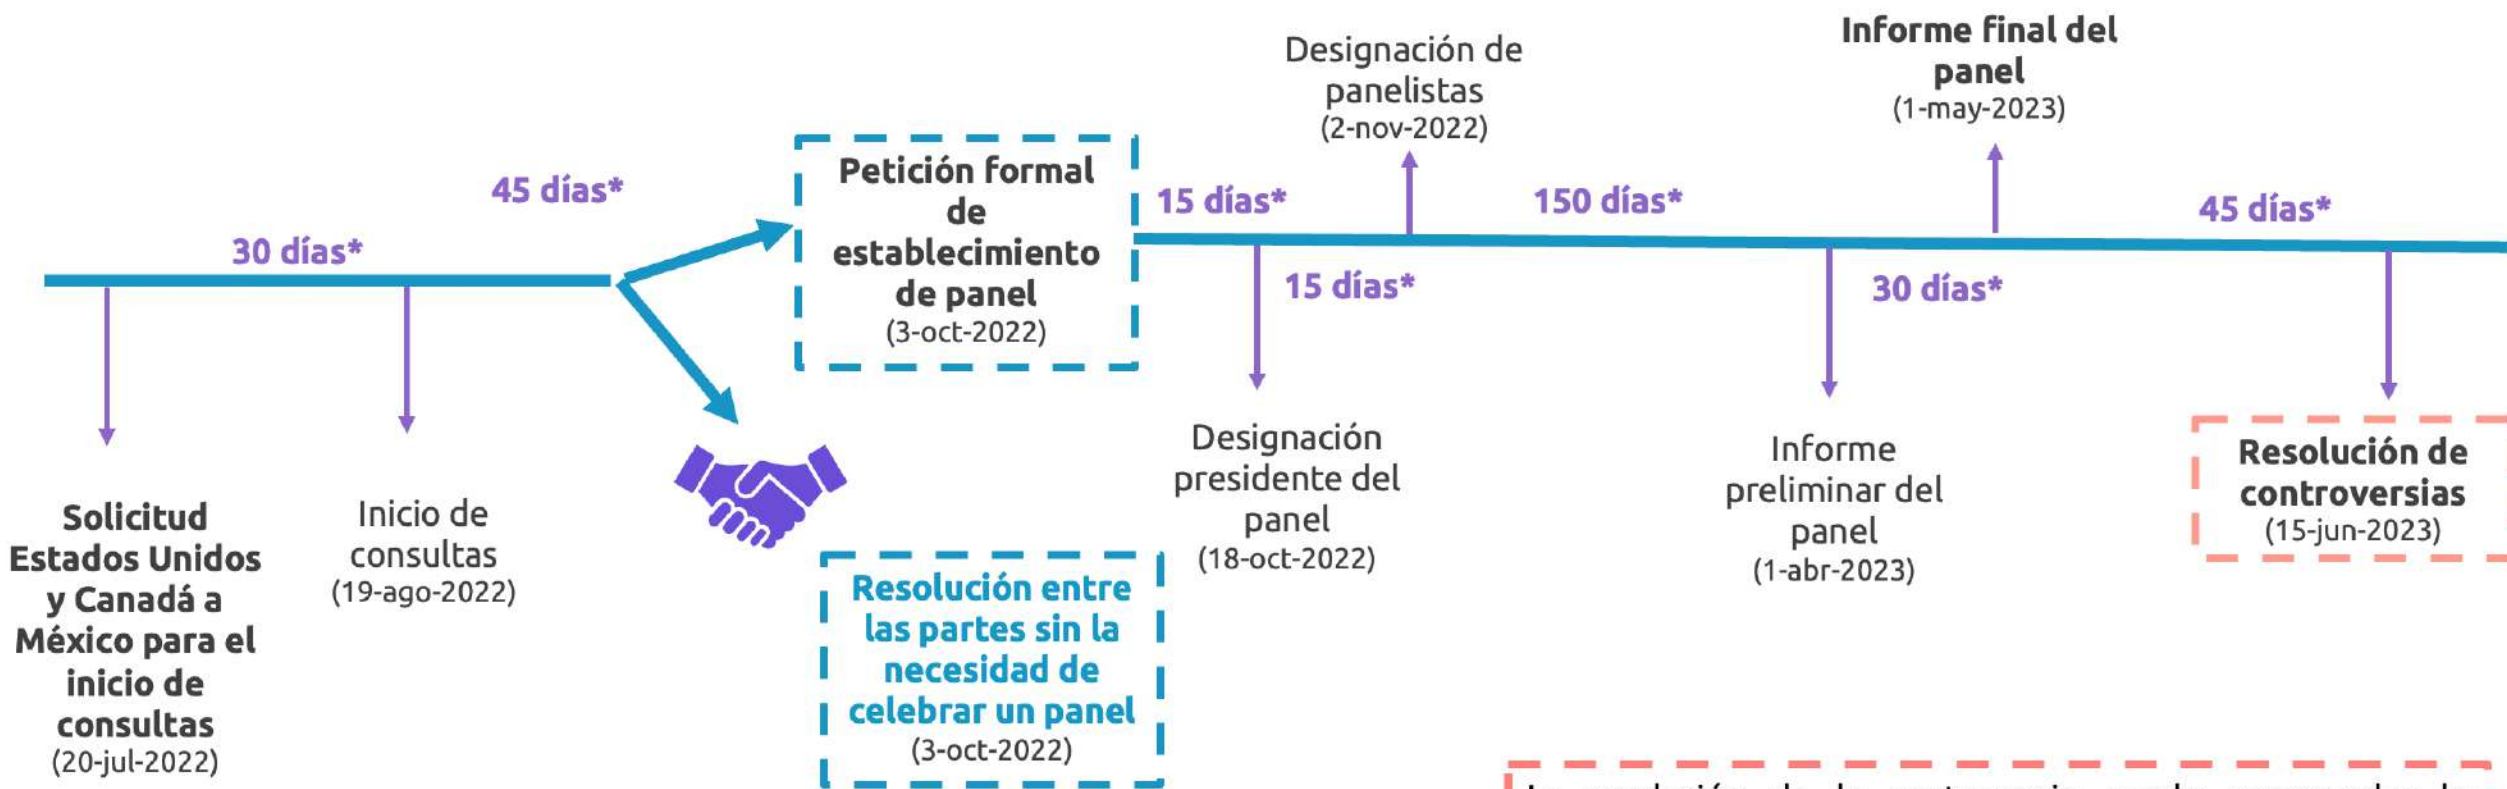 Solicitud
Estados Unidos
y Canadá a
México para el
inicio de
consultas
(20-jul-2022)
30 días*
Inicio de
consultas
(19-ago-2022)
45 días*
Petición formal
de
establecimiento
de panel
(3-oct-2022)
Resolución entre
las partes sin la
necesidad de
celebrar un panel
(3-oct-2022)
15 días*
Designación
presidente del
panel
(18-oct-2022)
15 días*
Designación de
panelistas
(2-nov-2022)
150 días*
Informe
preliminar del
panel
(1-abr-2023)
30 días*
Informe final del
panel
(1-may-2023)
45 días*
Resolución de
controversias
(15-jun-2023)